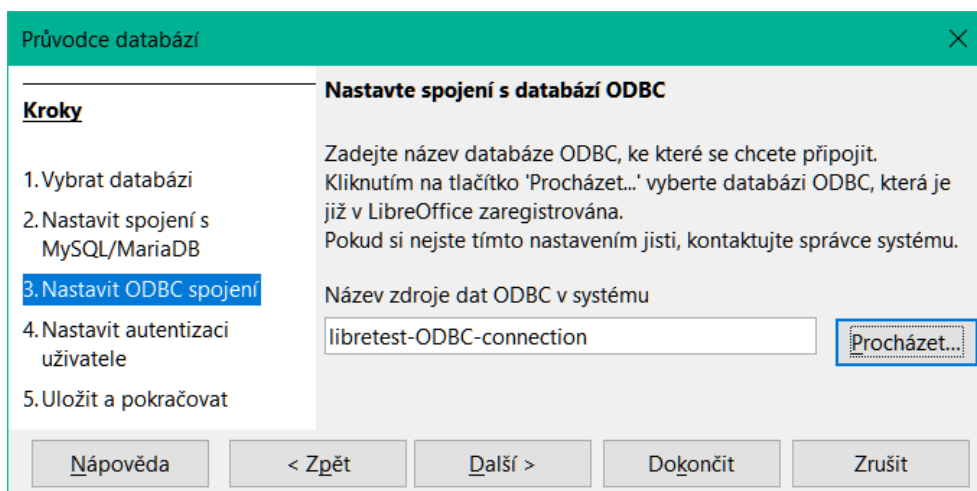 Průvodce databází
Kroky
1. Vybrat databázi
2. Nastavit spojení s
MySQL/MariaDB
3. Nastavit ODBC spojení
4. Nastavit autentizaci
uživatele
5. Uložit a pokračovat
Nastavte spojení s databází ODBC
Zadejte název databáze ODBC, ke které se chcete připojit.
Kliknutím na tlačítko 'Procházet...' vyberte databázi ODBC, která je
již v LibreOffice zaregistrována.
Pokud si nejste tímto nastavením jisti, kontaktujte správce systému.
Název zdroje dat ODBC v systému
libretest-ODBC-connection
Procházet...
Nápověda
< Zpět
Další >
Dokončit
Zrušit